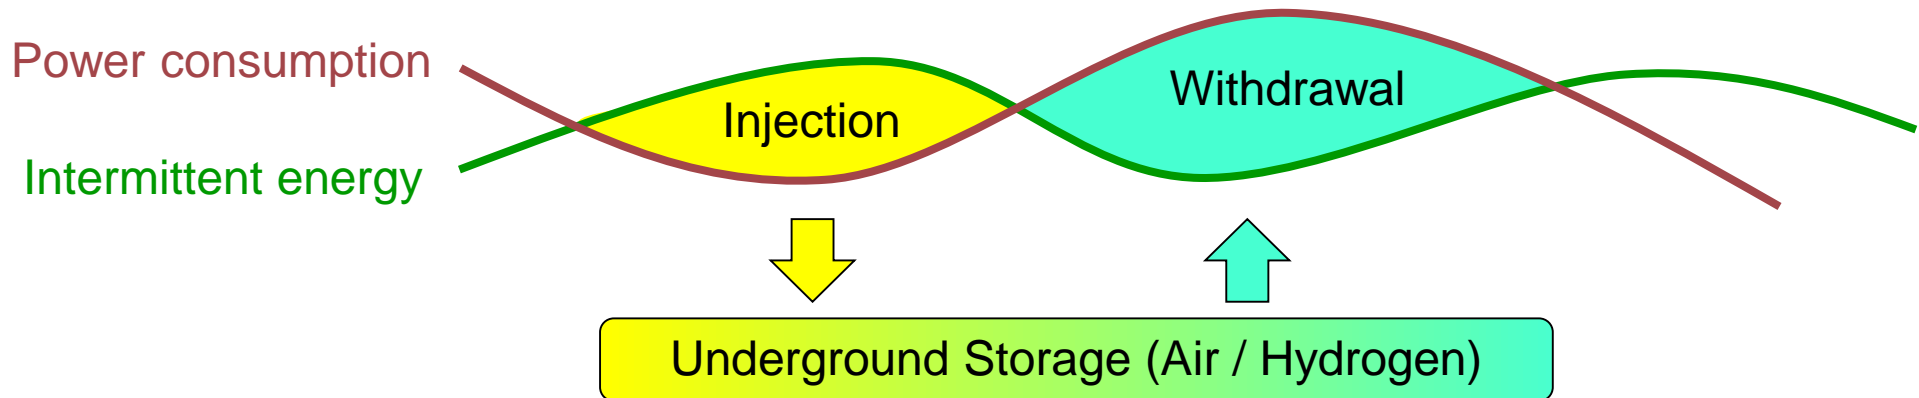 Power consumption
Injection
Withdrawal
Intermittent energy
Underground Storage (Air / Hydrogen)